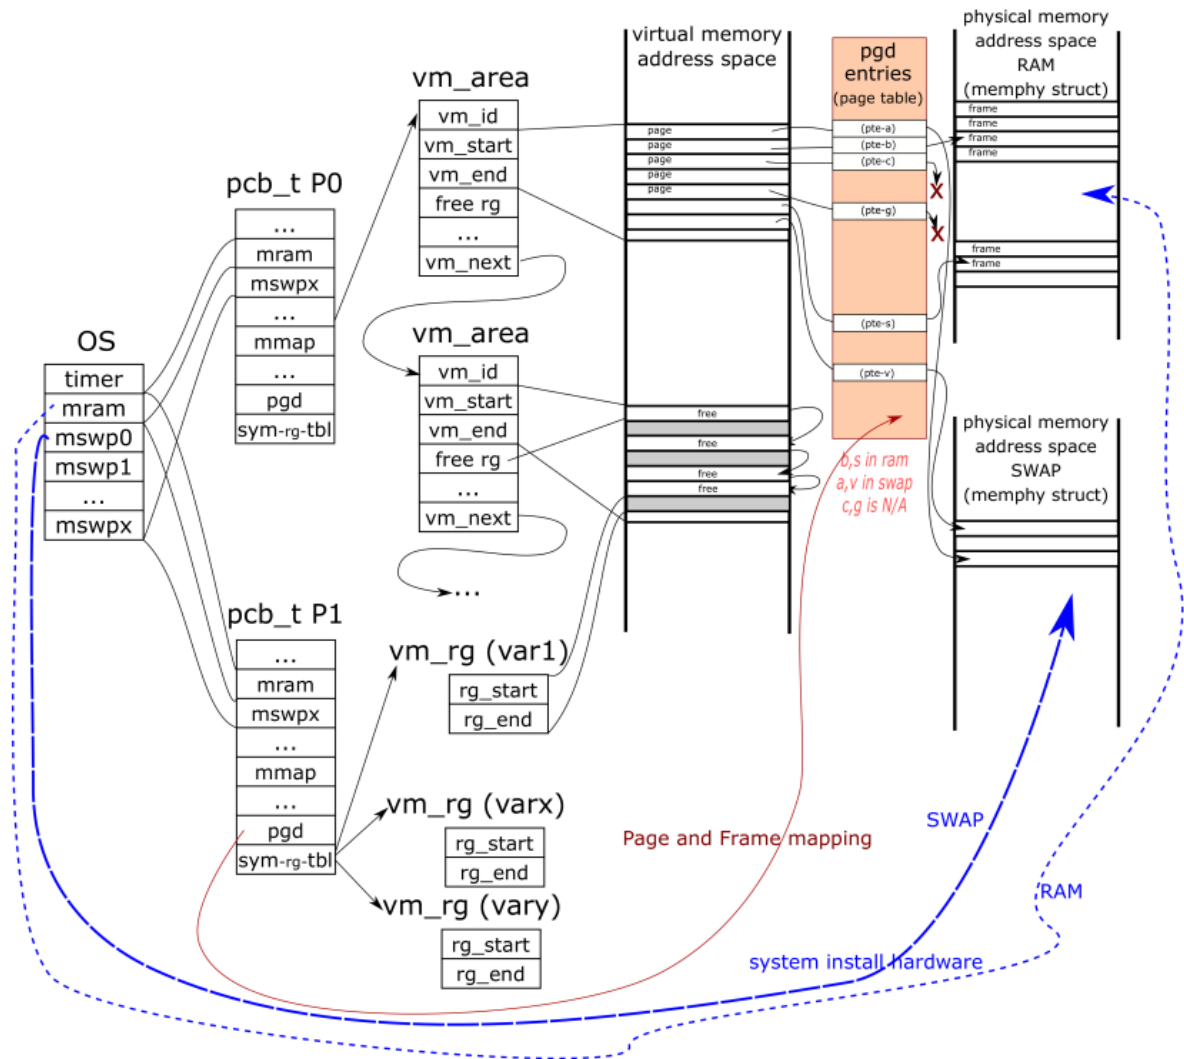 OS
timer
mram
mswp0
mswp1
...
mswpx
pcb_t P0
...
mram
mswpx
...
mmap
...
pgd
sym-rg-tbl
pcb_t P1
...
mram
mswpx
...
mmap
...
pgd
sym-rg-tbl
vm_area
vm_id
vm_start
vm_end
free rg
...
vm_next
vm_area
vm_id
vm_start
vm_end
free rg
...
vm_next
...
vm_rg (var1)
rg_start
rg_end
vm_rg (varx)
rg_start
rg_end
vm_rg (vary)
rg_start
rg_end
virtual memory
address space
page
page
page
page
page
free
free
free
free
pgd
entries
(page table)
(pte-a)
(pte-b)
(pte-c)
X
(pte-g)
X
(pte-s)
(pte-v)
b,s in ram
a,v in swap
c,g is N/A
physical memory
address space
RAM
(memphy struct)
frame
frame
frame
frame
frame
frame
physical memory
address space
SWAP
(memphy struct)
Page and Frame mapping
SWAP
RAM
system install hardware